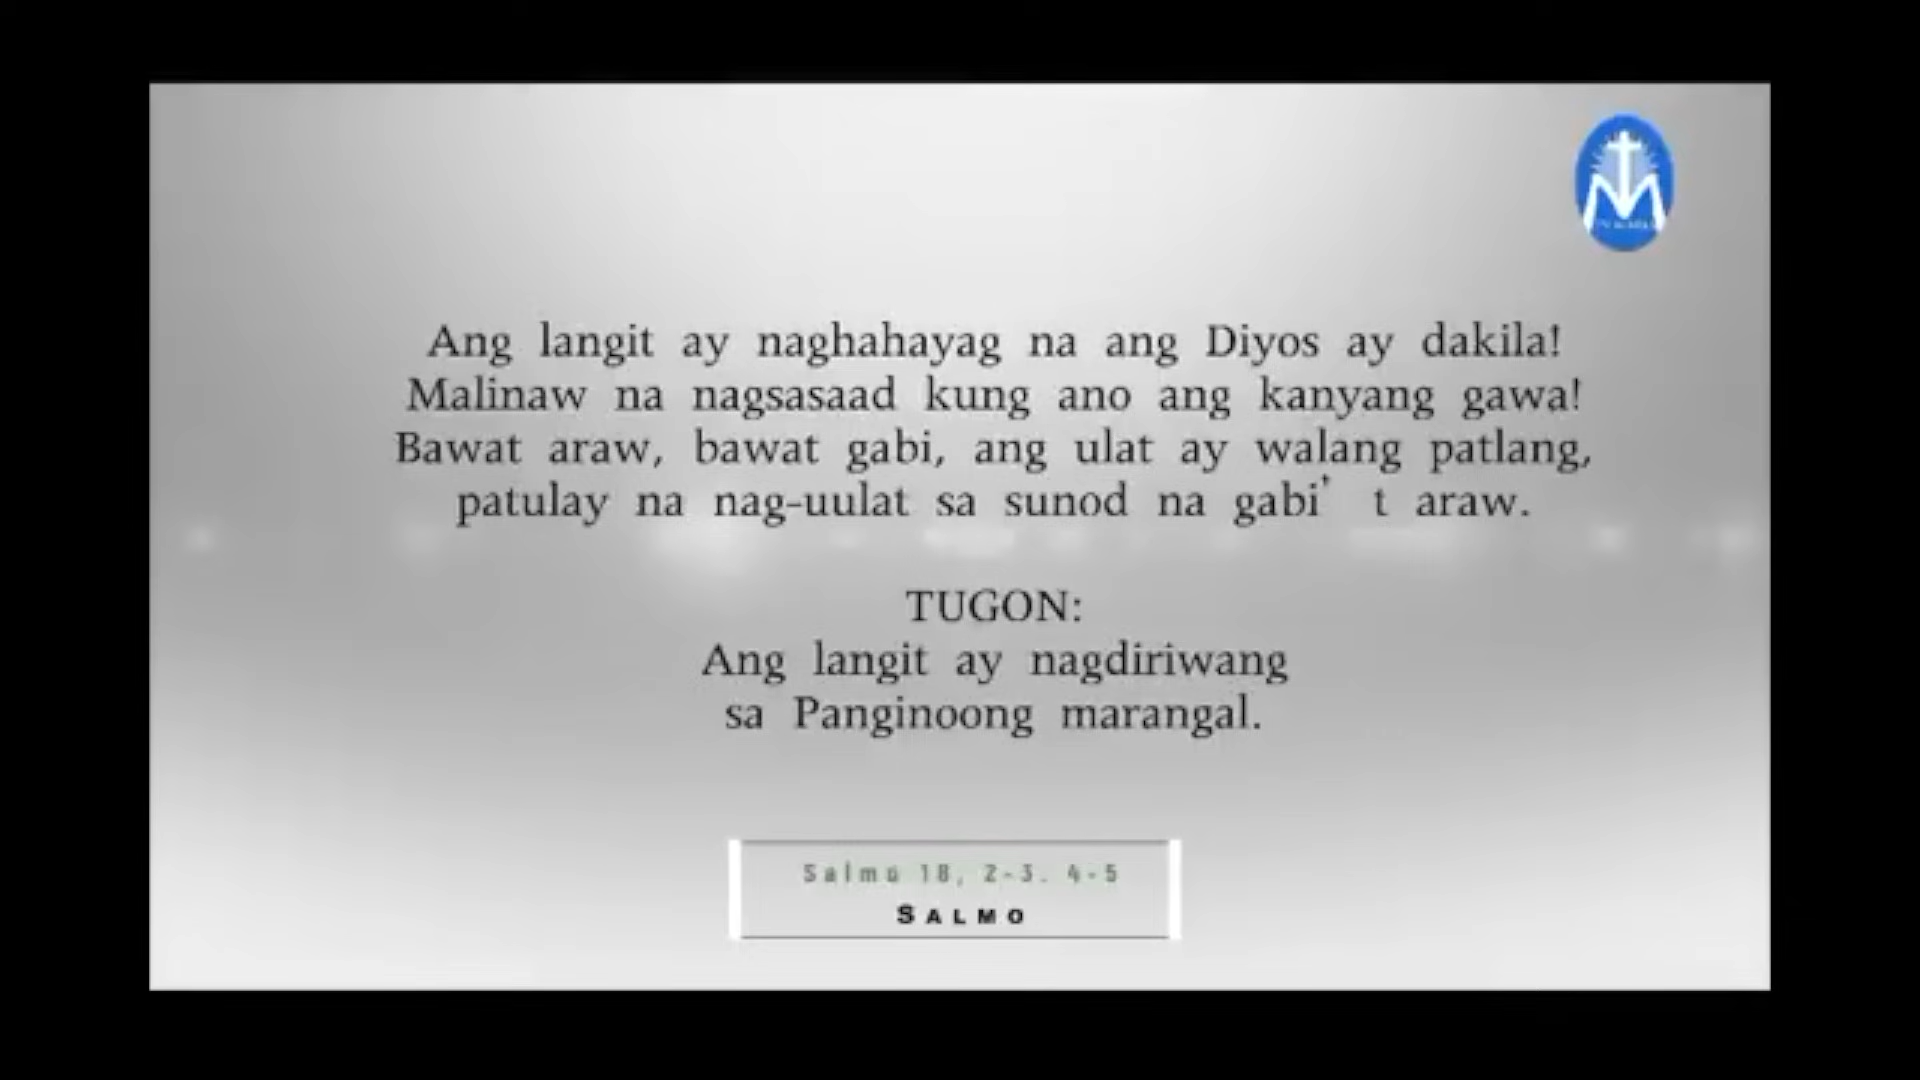 Ang langit ay naghahayag na ang Diyos ay dakila!
Malinaw na nagsasaad kung ano ang kanyang gawa!
Bawat araw, bawat gabi, ang ulat ay walang patlang,
patulay na nag-uulat sa sunod na gabi' t araw.
TUGON:
Ang langit ay nagdiriwang
sa Panginoong marangal.
Salmo 18, 2-3. 4-5
SALMO